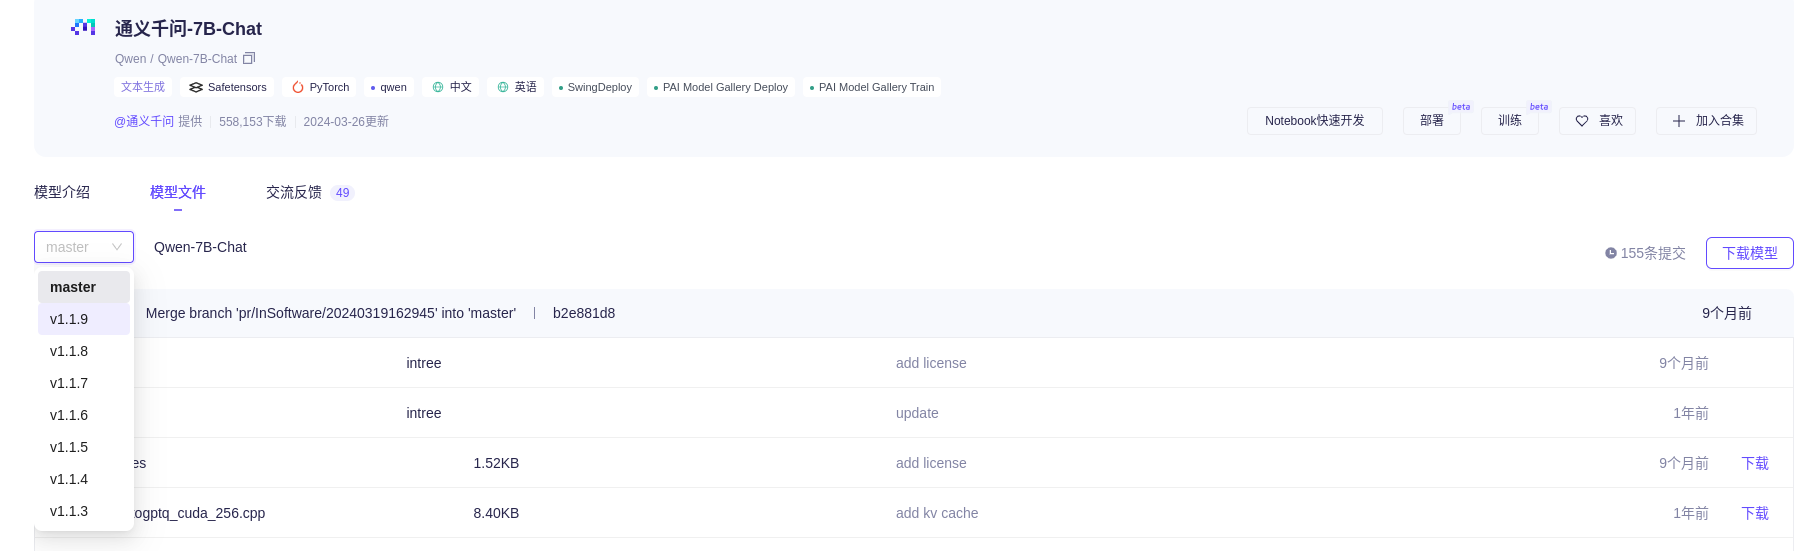 通义千问-7B-Chat
Qwen / Qwen-7B-Chat
文本生成 Safetensors PyTorch qwen 中文 英语 SwingDeploy PAI Model Gallery Deploy PAI Model Gallery Train
@通义千问 提供 558,153下载 2024-03-26更新
Notebook快速开发 部署 beta 训练 beta 喜欢 加入合集
模型介绍 模型文件 交流反馈 49
master Qwen-7B-Chat 155条提交 下载模型
master
v1.1.9 Merge branch 'pr/InSoftware/20240319162945' into 'master' b2e881d8 9个月前
v1.1.8 intree add license 9个月前
v1.1.7
v1.1.6 intree update 1年前
v1.1.5 es 1.52KB add license 9个月前 下载
v1.1.4
v1.1.3 ogptq_cuda_256.cpp 8.40KB add kv cache 1年前 下载